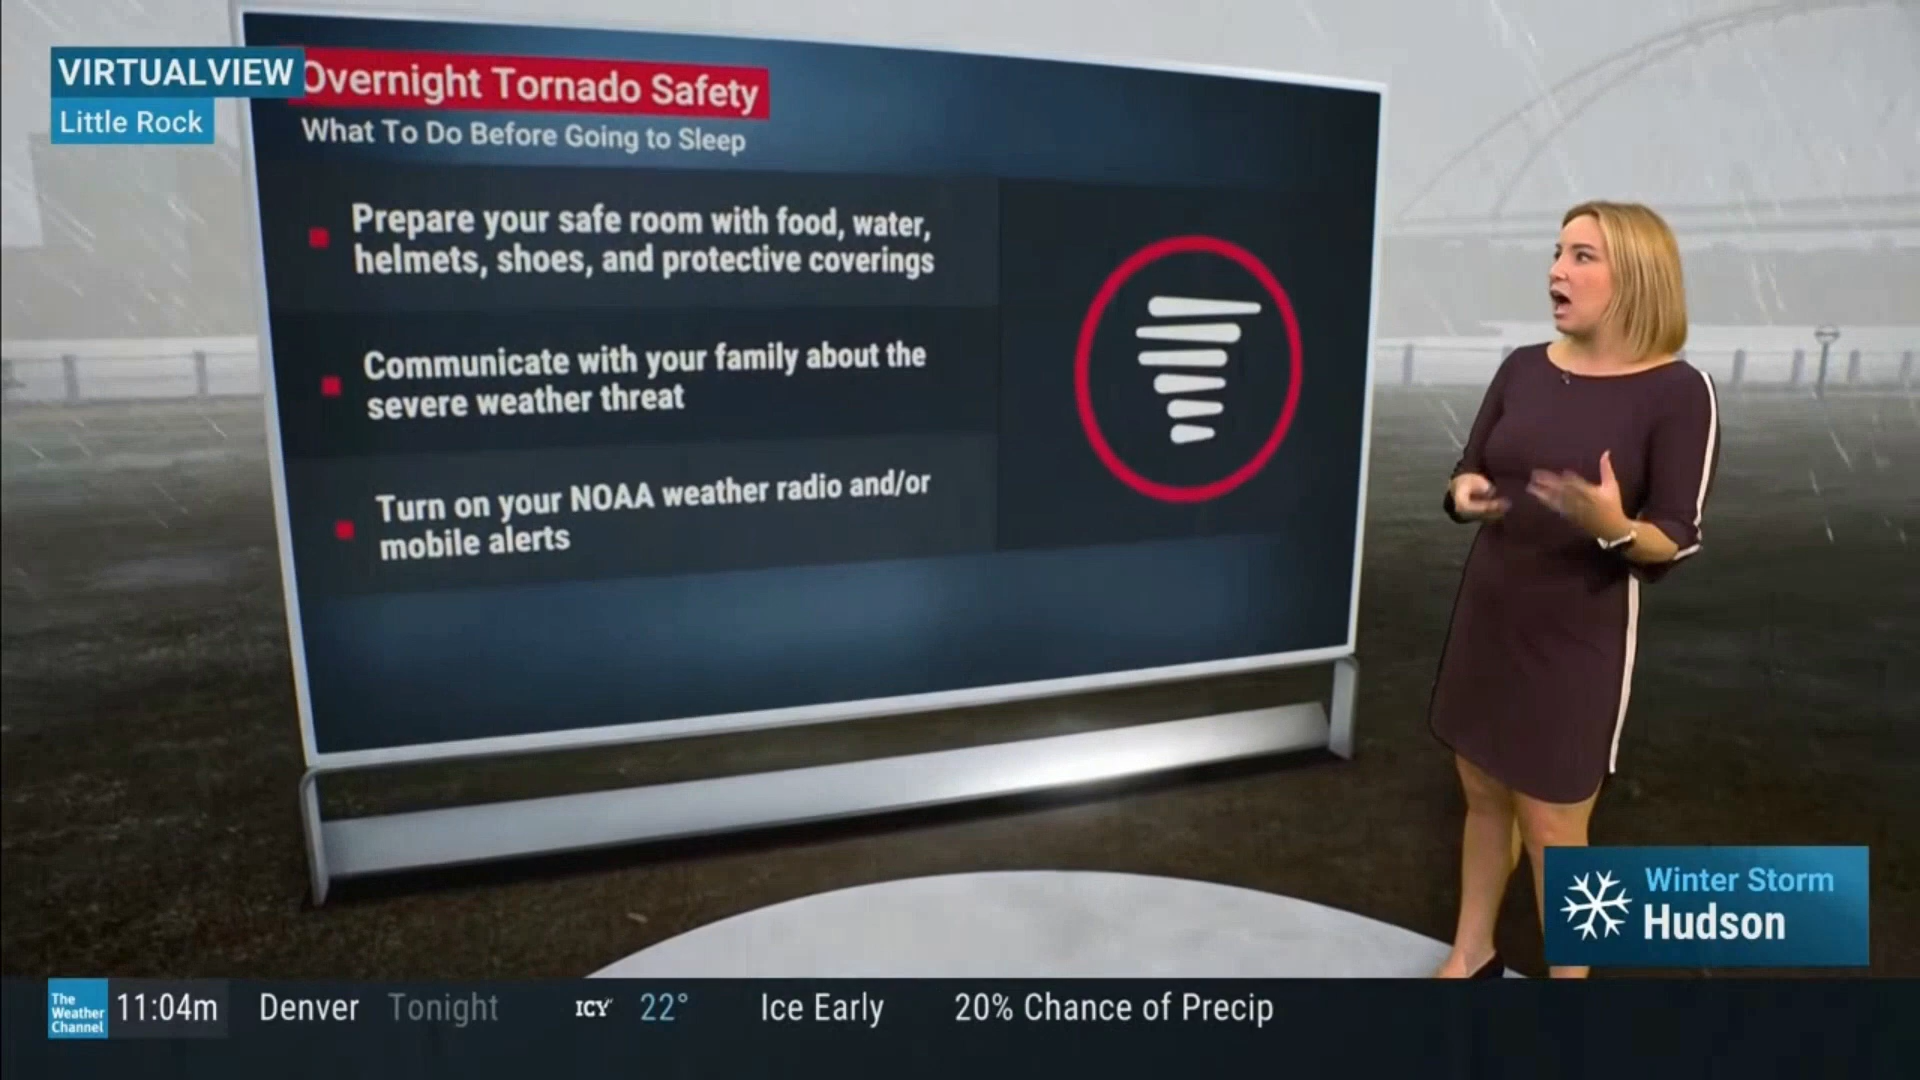 VIRTUALVIEW
Little Rock
Overnight Tornado Safety
What To Do Before Going to Sleep
Prepare your safe room with food, water,
helmets, shoes, and protective coverings
Communicate with your family about the
severe weather threat
Turn on your NOAA weather radio and/or
mobile alerts
Winter Storm
Hudson
The
Weather
Channel
11:04m Denver Tonight ICY 22° Ice Early 20% Chance of Precip